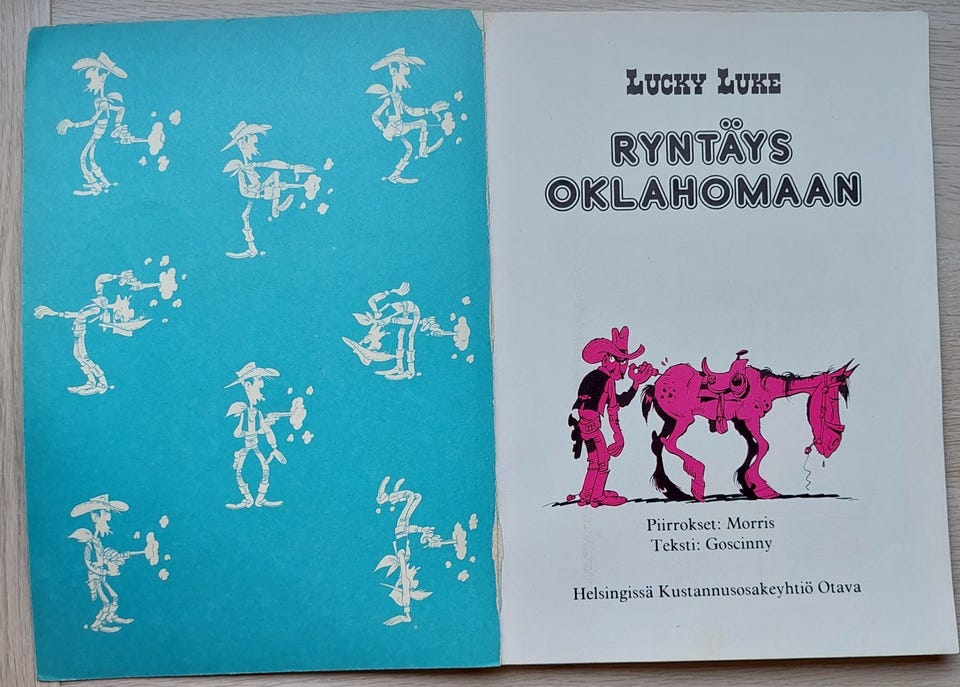 LUCKY LUKE
RYNTÄYS
OKLAHOMAAN
Piirrokset: Morris
Teksti: Goscinny
Helsingissä Kustannusosakeyhtiö Otava